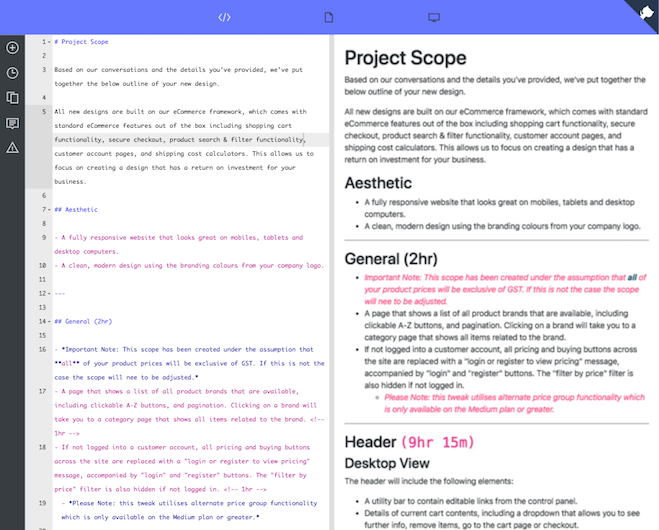 </>
1 # Project Scope
2
3 Based on our conversations and the details you've provided, we've put
together the below outline of your new design.
4
5 All new designs are built on our eCommerce framework, which comes with
standard eCommerce features out of the box including shopping cart
functionality, secure checkout, product search & filter functionality,
customer account pages, and shipping cost calculators. This allows us to
focus on creating a design that has a return on investment for your
business.
6
7 ## Aesthetic
8
9 - A fully responsive website that looks great on mobiles, tablets and
desktop computers.
10 - A clean, modern design using the branding colours from your company logo.
11
12 ---
13
14 ## General (2hr)
15
16 - *Important Note: This scope has been created under the assumption that
**all** of your product prices will be exclusive of GST. If this is not the
case the scope will nee to be adjusted.*
17 - A page that shows a list of all product brands that are available,
including clickable A-Z buttons, and pagination. Clicking on a brand will
take you to a category page that shows all items related to the brand. <!--
1hr -->
18 - If not logged into a customer account, all pricing and buying buttons
across the site are replaced with a "login or register to view pricing"
message, accompanied by "login" and "register" buttons. The "filter by
price" filter is also hidden if not logged in. <!-- 1hr -->
19 - *Please Note: this tweak utilises alternate price group functionality
which is only available on the Medium plan or greater.*
Project Scope
Based on our conversations and the details you've provided, we've put together the
below outline of your new design.
All new designs are built on our eCommerce framework, which comes with standard
eCommerce features out of the box including shopping cart functionality, secure
checkout, product search & filter functionality, customer account pages, and
shipping cost calculators. This allows us to focus on creating a design that has a
return on investment for your business.
Aesthetic
• A fully responsive website that looks great on mobiles, tablets and desktop
computers.
• A clean, modern design using the branding colours from your company logo.
General (2hr)
• Important Note: This scope has been created under the assumption that all of
your product prices will be exclusive of GST. If this is not the case the scope
will nee to be adjusted.
• A page that shows a list of all product brands that are available, including
clickable A-Z buttons, and pagination. Clicking on a brand will take you to a
category page that shows all items related to the brand.
• If not logged into a customer account, all pricing and buying buttons across
the site are replaced with a "login or register to view pricing" message,
accompanied by "login" and "register" buttons. The "filter by price" filter is
also hidden if not logged in.
Please Note: this tweak utilises alternate price group functionality which
is only available on the Medium plan or greater.
Header (9hr 15m)
Desktop View
The header will include the following elements:
• A utility bar to contain editable links from the control panel.
• Details of current cart contents, including a dropdown that allows you to see
further info, remove items, go to the cart page or checkout.